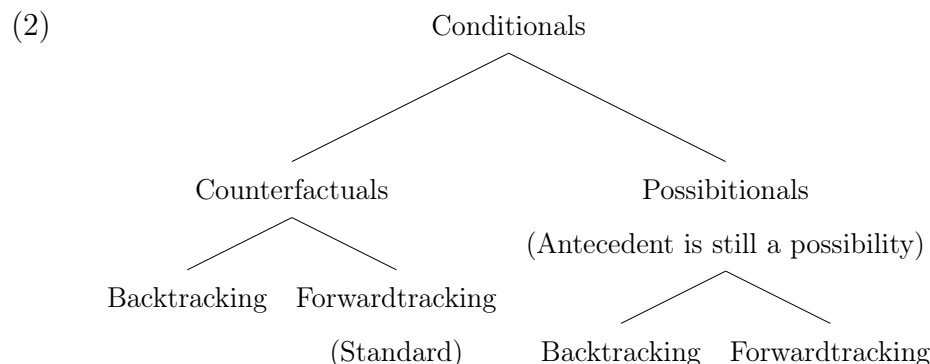 (2) Conditionals
Counterfactuals Possibitionals
(Antecedent is still a possibility)
Backtracking Forwardtracking
(Standard) Backtracking Forwardtracking